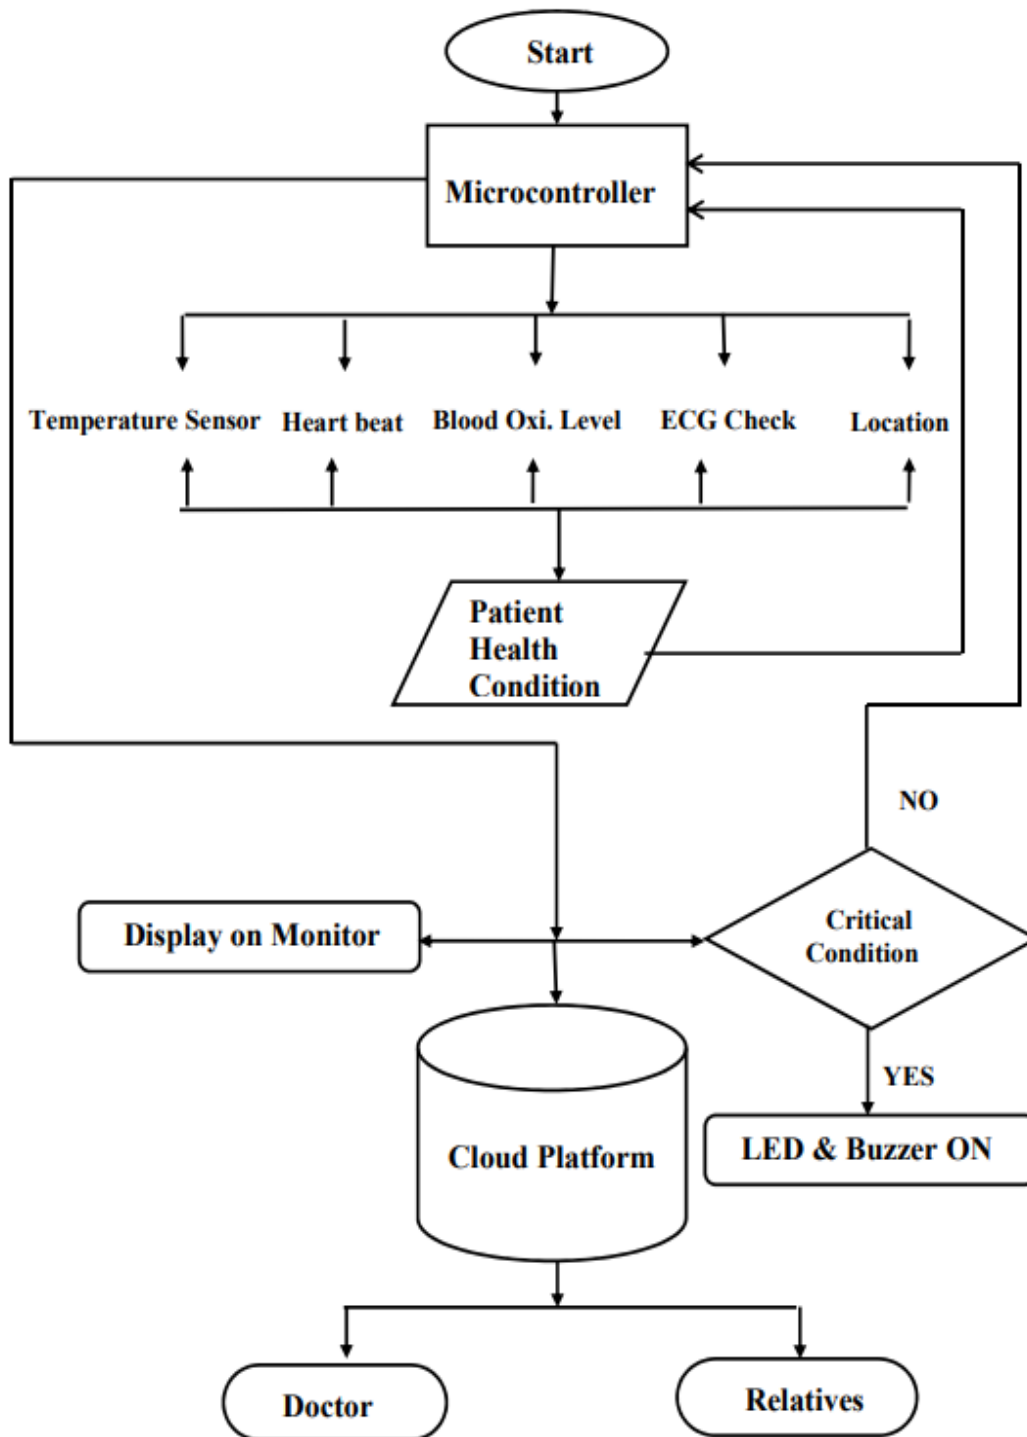 Start
Microcontroller
Temperature Sensor
Heart beat
Blood Oxi. Level
ECG Check
Location
Patient
Health
Condition
NO
Display on Monitor
Critical
Condition
YES
Cloud Platform
LED & Buzzer ON
Doctor
Relatives